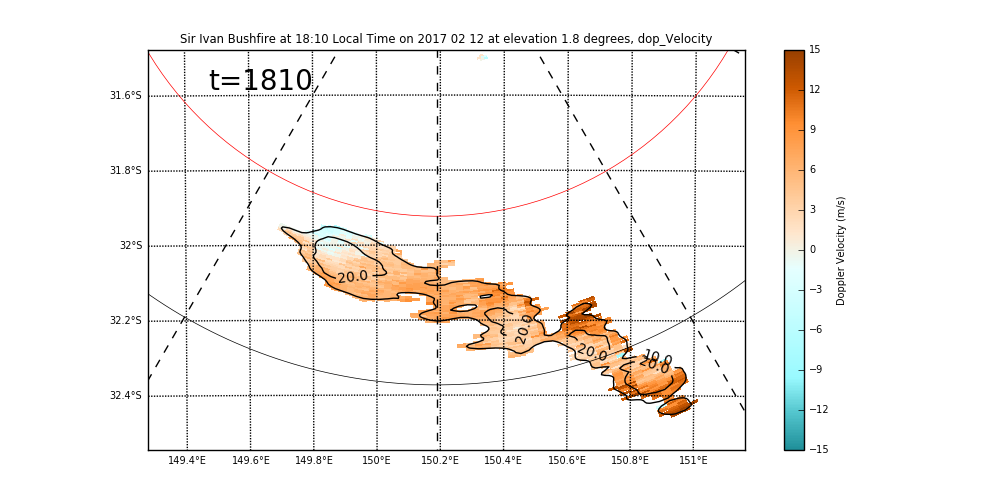 Sir Ivan Bushfire at 18:10 Local Time on 2017 02 12 at elevation 1.8 degrees, dop_Velocity
t=1810
31.6°S
31.8°S
32°S
32.2°S
32.4°S
149.4°E 149.6°E 149.8°E 150°E 150.2°E 150.4°E 150.6°E 150.8°E 151°E
20.0
20.0
20.0
10.0
20.0
15
12
9
6
3
0
−3
−6
−9
−12
−15
Doppler Velocity (m/s)